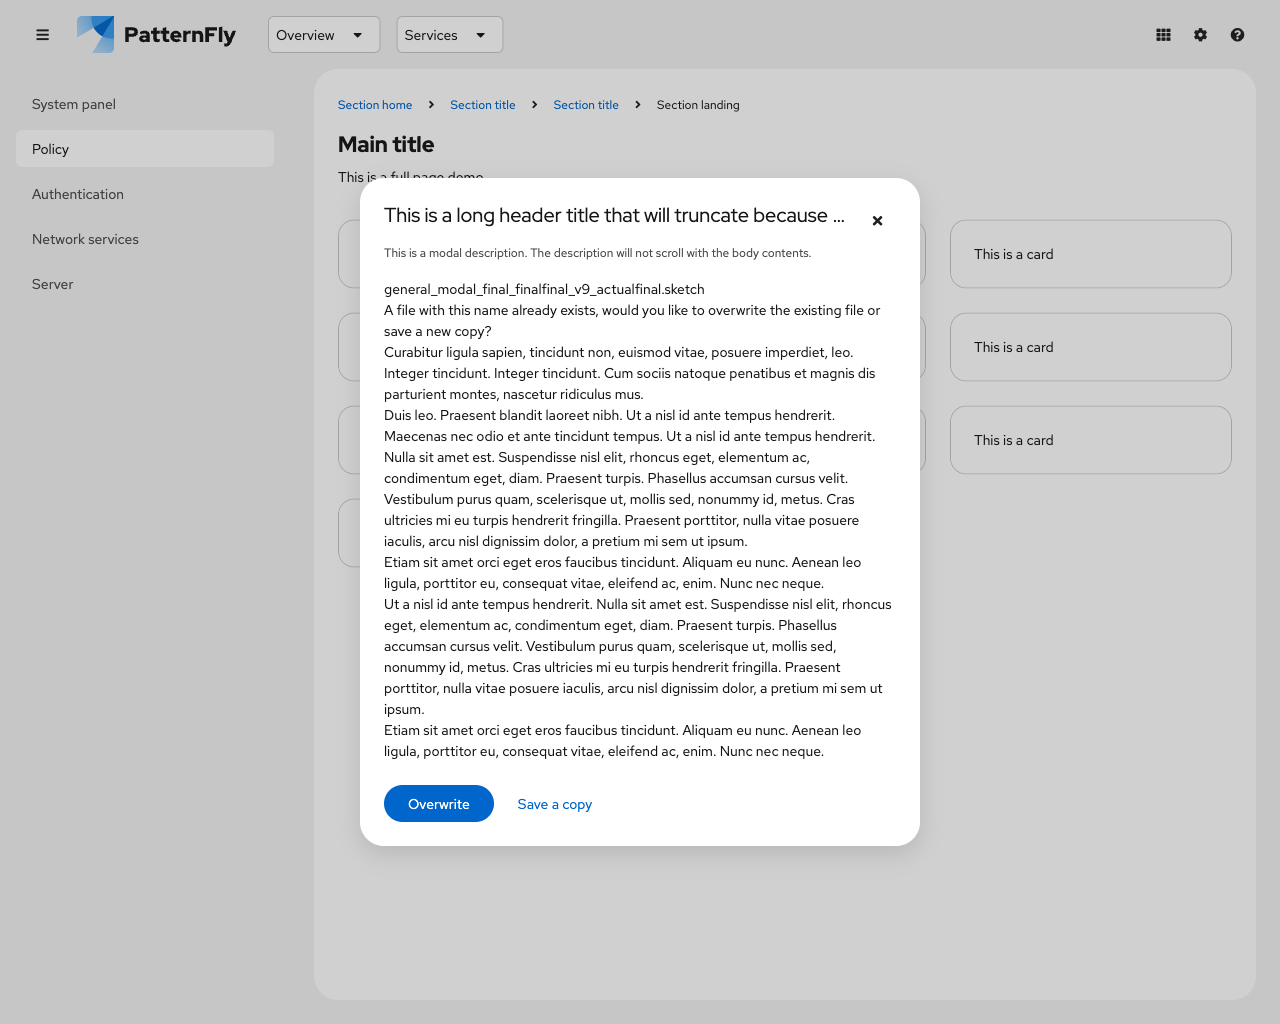 PatternFly
Overview
Services
System panel
Policy
Authentication
Network services
Server
Section home
Section title
Section title
Section landing
Main title
This is a full page demo
This is a long header title that will truncate because ...
This is a modal description. The description will not scroll with the body contents.
general_modal_final_finalfinal_v9_actualfinal.sketch
A file with this name already exists, would you like to overwrite the existing file or
save a new copy?
Curabitur ligula sapien, tincidunt non, euismod vitae, posuere imperdiet, leo.
Integer tincidunt. Integer tincidunt. Cum sociis natoque penatibus et magnis dis
parturient montes, nascetur ridiculus mus.
Duis leo. Praesent blandit laoreet nibh. Ut a nisl id ante tempus hendrerit.
Maecenas nec odio et ante tincidunt tempus. Ut a nisl id ante tempus hendrerit.
Nulla sit amet est. Suspendisse nisl elit, rhoncus eget, elementum ac,
condimentum eget, diam. Praesent turpis. Phasellus accumsan cursus velit.
Vestibulum purus quam, scelerisque ut, mollis sed, nonummy id, metus. Cras
ultricies mi eu turpis hendrerit fringilla. Praesent porttitor, nulla vitae posuere
iaculis, arcu nisl dignissim dolor, a pretium mi sem ut ipsum.
Etiam sit amet orci eget eros faucibus tincidunt. Aliquam eu nunc. Aenean leo
ligula, porttitor eu, consequat vitae, eleifend ac, enim. Nunc nec neque.
Ut a nisl id ante tempus hendrerit. Nulla sit amet est. Suspendisse nisl elit, rhoncus
eget, elementum ac, condimentum eget, diam. Praesent turpis. Phasellus
accumsan cursus velit. Vestibulum purus quam, scelerisque ut, mollis sed,
nonummy id, metus. Cras ultricies mi eu turpis hendrerit fringilla. Praesent
porttitor, nulla vitae posuere iaculis, arcu nisl dignissim dolor, a pretium mi sem ut
ipsum.
Etiam sit amet orci eget eros faucibus tincidunt. Aliquam eu nunc. Aenean leo
ligula, porttitor eu, consequat vitae, eleifend ac, enim. Nunc nec neque.
Overwrite
Save a copy
This is a card
This is a card
This is a card